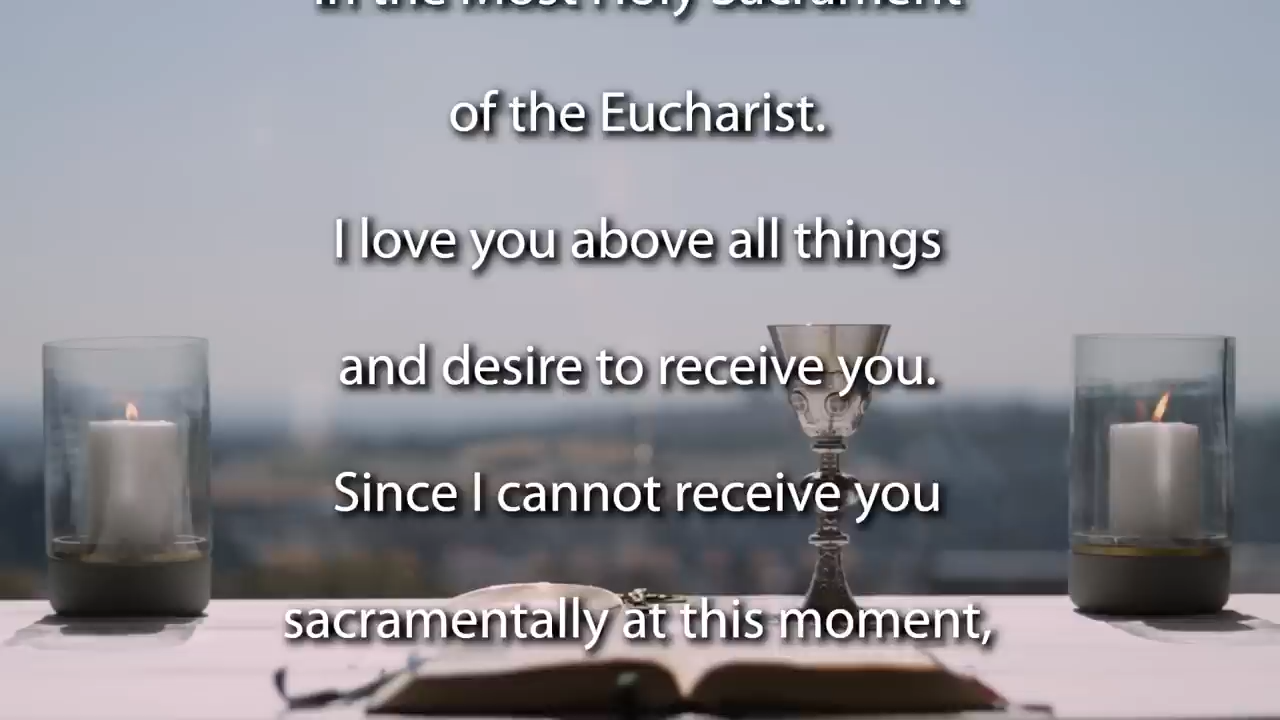 in the Most Holy Sacrament
of the Eucharist.
I love you above all things
and desire to receive you.
Since I cannot receive you
sacramentally at this moment,